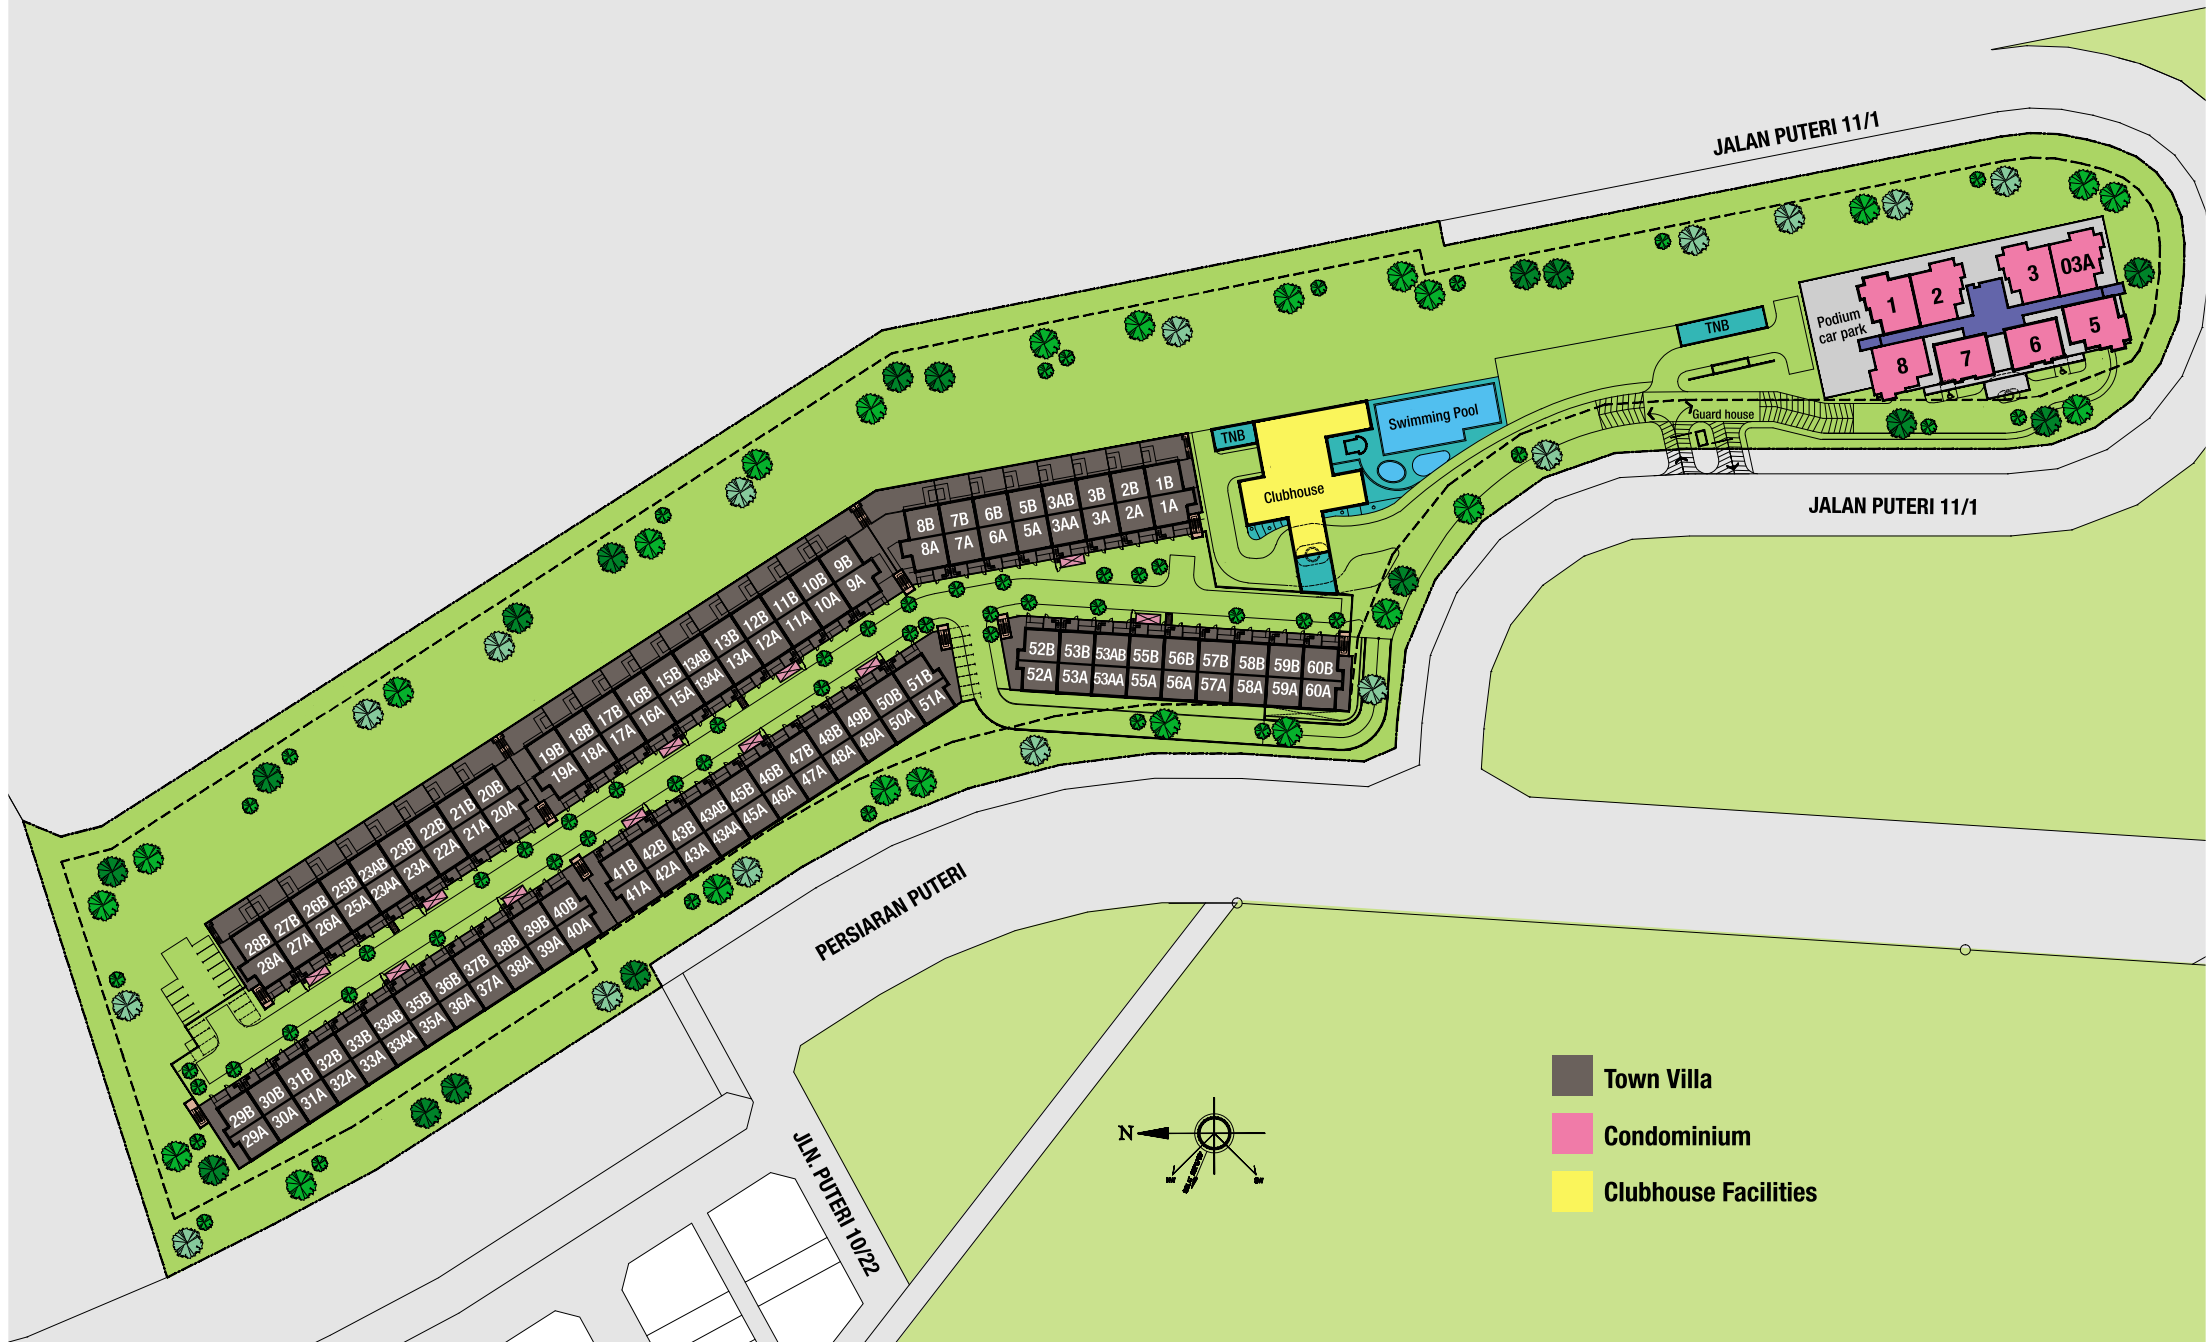 JALAN PUTERI 11/1
1
2
3
03A
Podium
car park
8
7
6
5
TNB
Guard house
JALAN PUTERI 11/1
Swimming Pool
TNB
Clubhouse
8B 7B 6B 5B 3AB 3B 2B 1B
8A 7A 6A 5A 3AA 3A 2A 1A
19B 18B 17B 16B 15B 13AB 13B 12B 11B 10B 9B
19A 18A 17A 16A 15A 13AA 13A 12A 11A 10A 9A
52B 53B 53AB 55B 56B 57B 58B 59B 60B
52A 53A 53AA 55A 56A 57A 58A 59A 60A
28B 27B 26B 25B 23AB 23B 22B 21B 20B
28A 27A 26A 25A 23AA 23A 22A 21A 20A
41B 42B 43B 43AB 45B 46B 47B 48B 49B 50B 51B
41A 42A 43A 43AA 45A 46A 47A 48A 49A 50A 51A
29B 30B 31B 32B 33B 33AB 35B 36B 37B 38B 39B 40B
29A 30A 31A 32A 33A 33AA 35A 36A 37A 38A 39A 40A
PERSIARAN PUTERI
JLN. PUTERI 10/22
N
SW
Town Villa
Condominium
Clubhouse Facilities